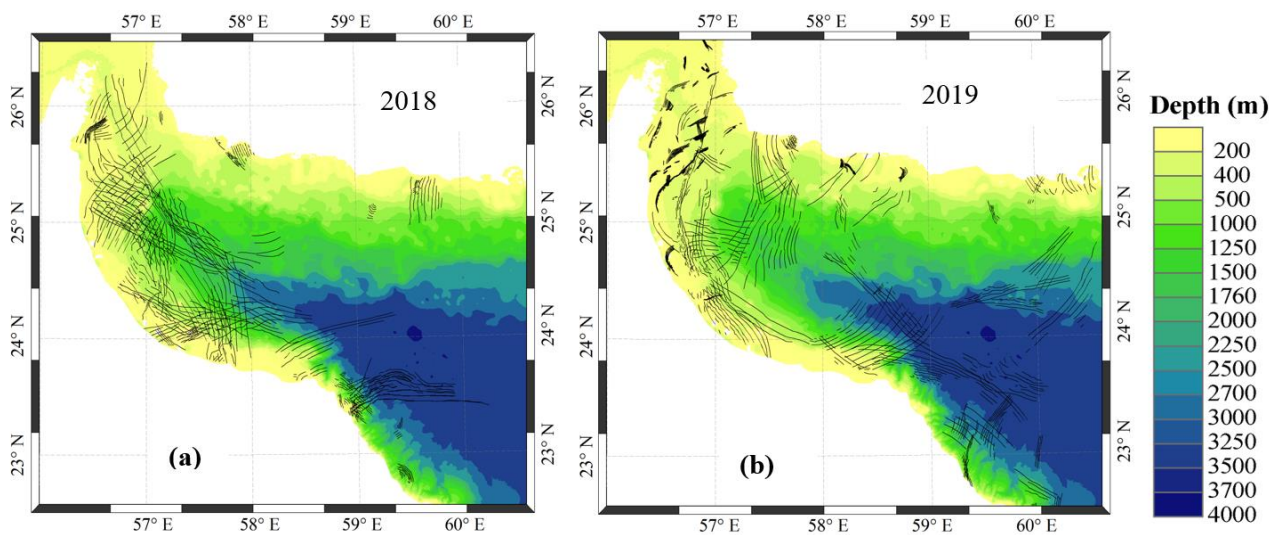 57° E 58° E 59° E 60° E
26° N 25° N 24° N 23° N
2018
(a)
26° N 25° N 24° N 23° N
57° E 58° E 59° E 60° E
57° E 58° E 59° E 60° E
26° N 25° N 24° N 23° N
2019
(b)
26° N 25° N 24° N 23° N
57° E 58° E 59° E 60° E
Depth (m)
200
400
500
1000
1250
1500
1760
2000
2250
2500
2700
3000
3250
3500
3700
4000